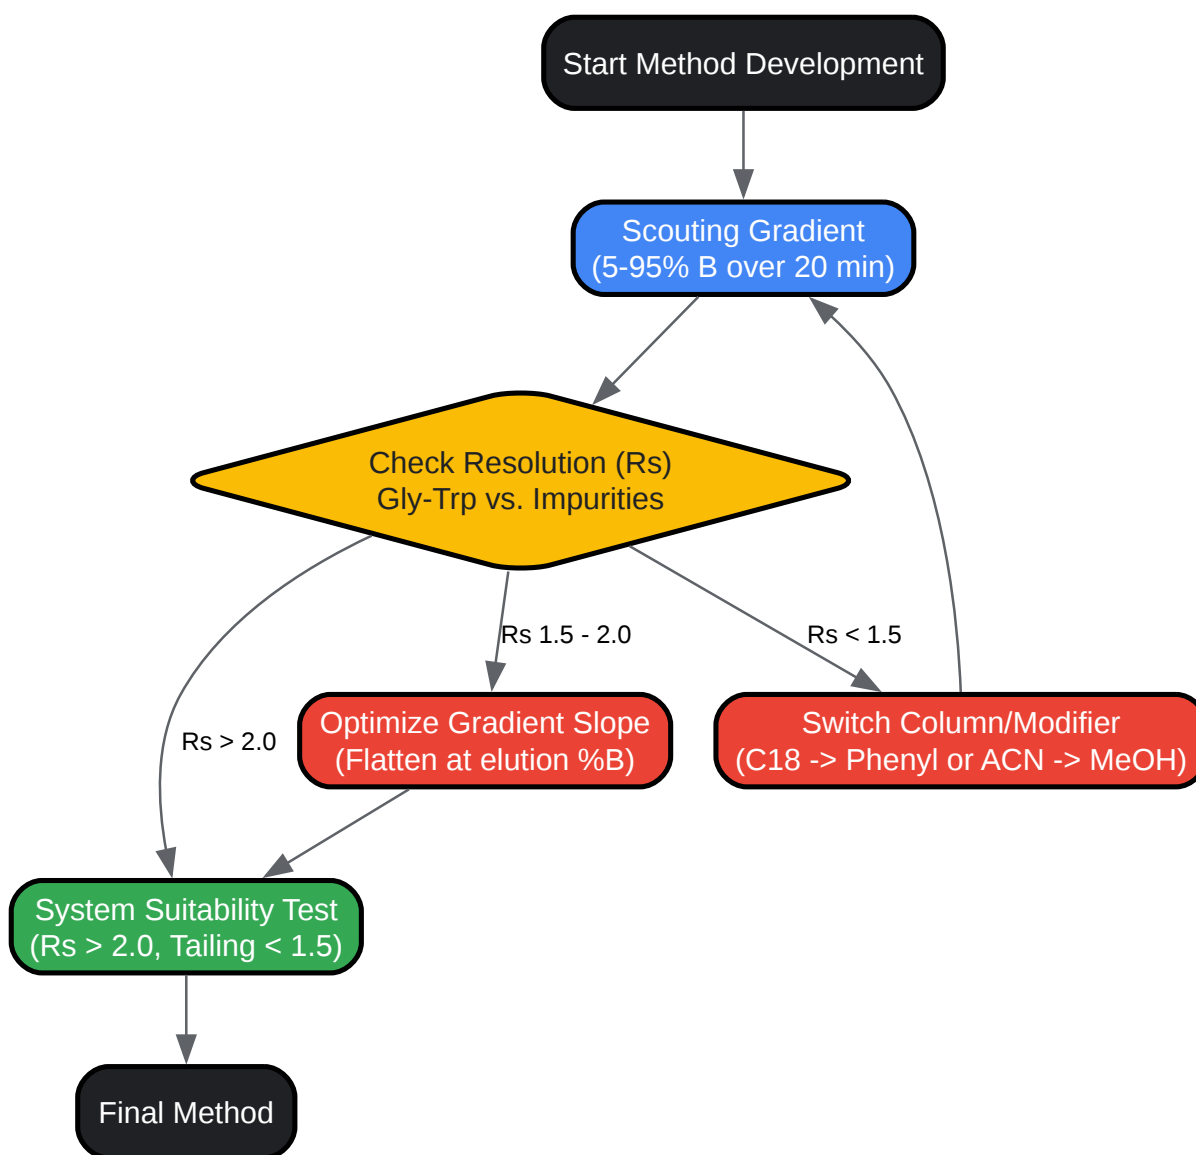 Start Method Development
Scouting Gradient
(5-95% B over 20 min)
Check Resolution (Rs)
Gly-Trp vs. Impurities
Rs 1.5 - 2.0
Rs < 1.5
Rs > 2.0
Optimize Gradient Slope
(Flatten at elution %B)
Switch Column/Modifier
(C18 -> Phenyl or ACN -> MeOH)
System Suitability Test
(Rs > 2.0, Tailing < 1.5)
Final Method